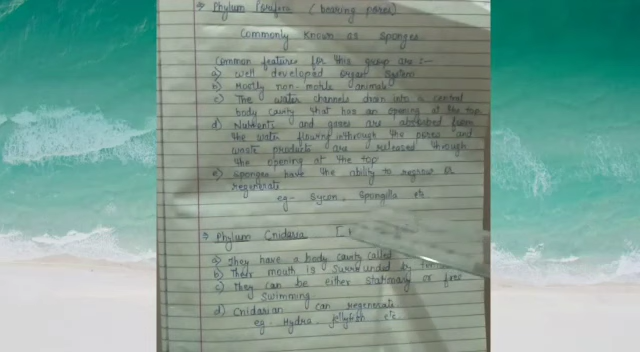 ⇒ Phylum Porifera (bearing pores)
Commonly known as sponges
Common features for this group are :-
a) well developed organ system
b) Mostly non-motile animals
c) The water channels drain into a central
body cavity that has an opening at the top
d) Nutrients and gases are absorbed from
the water flowing inthrough the pores and
waste products are released through
the opening at the top
e) Sponges have the ability to regrow or
regenerate
eg- Sycon, Spongilla etc
⇒ Phylum Cnidaria
a) They have a body cavity called
b) Their mouth is surrounded by
c) They can be either stationary or free
Swimming
d) Cnidarian can regenerate
eg- Hydra, jellyfish etc